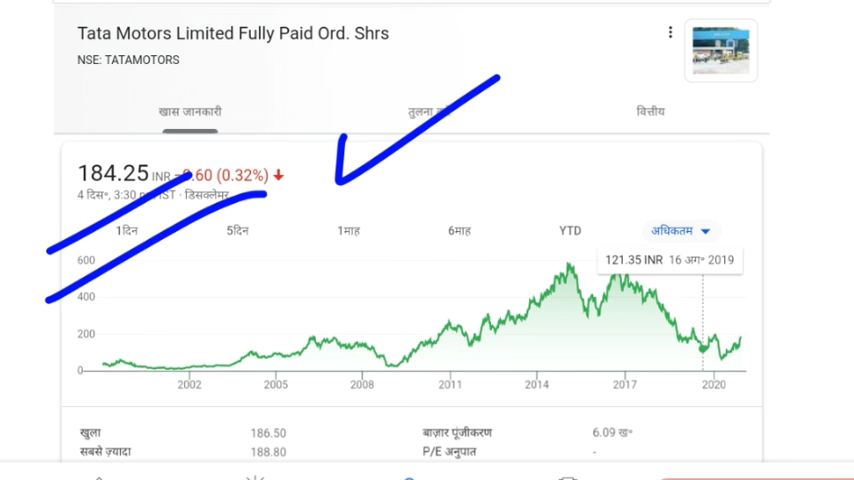 Tata Motors Limited Fully Paid Ord. Shrs
NSE: TATAMOTORS
खास जानकारी
वित्तीय
184.25 INR (0.32%) ↓
4 दिस॰, 3:30 IST · डिसक्लेमर
1दिन 5दिन 1माह 6माह YTD अधिकतम
121.35 INR 16 अग॰ 2019
600
400
200
0
2002 2005 2008 2011 2014 2017 2020
खुला 186.50 बाज़ार पूंजीकरण 6.09 ख॰
सबसे ज़्यादा 188.80 P/E अनुपात -